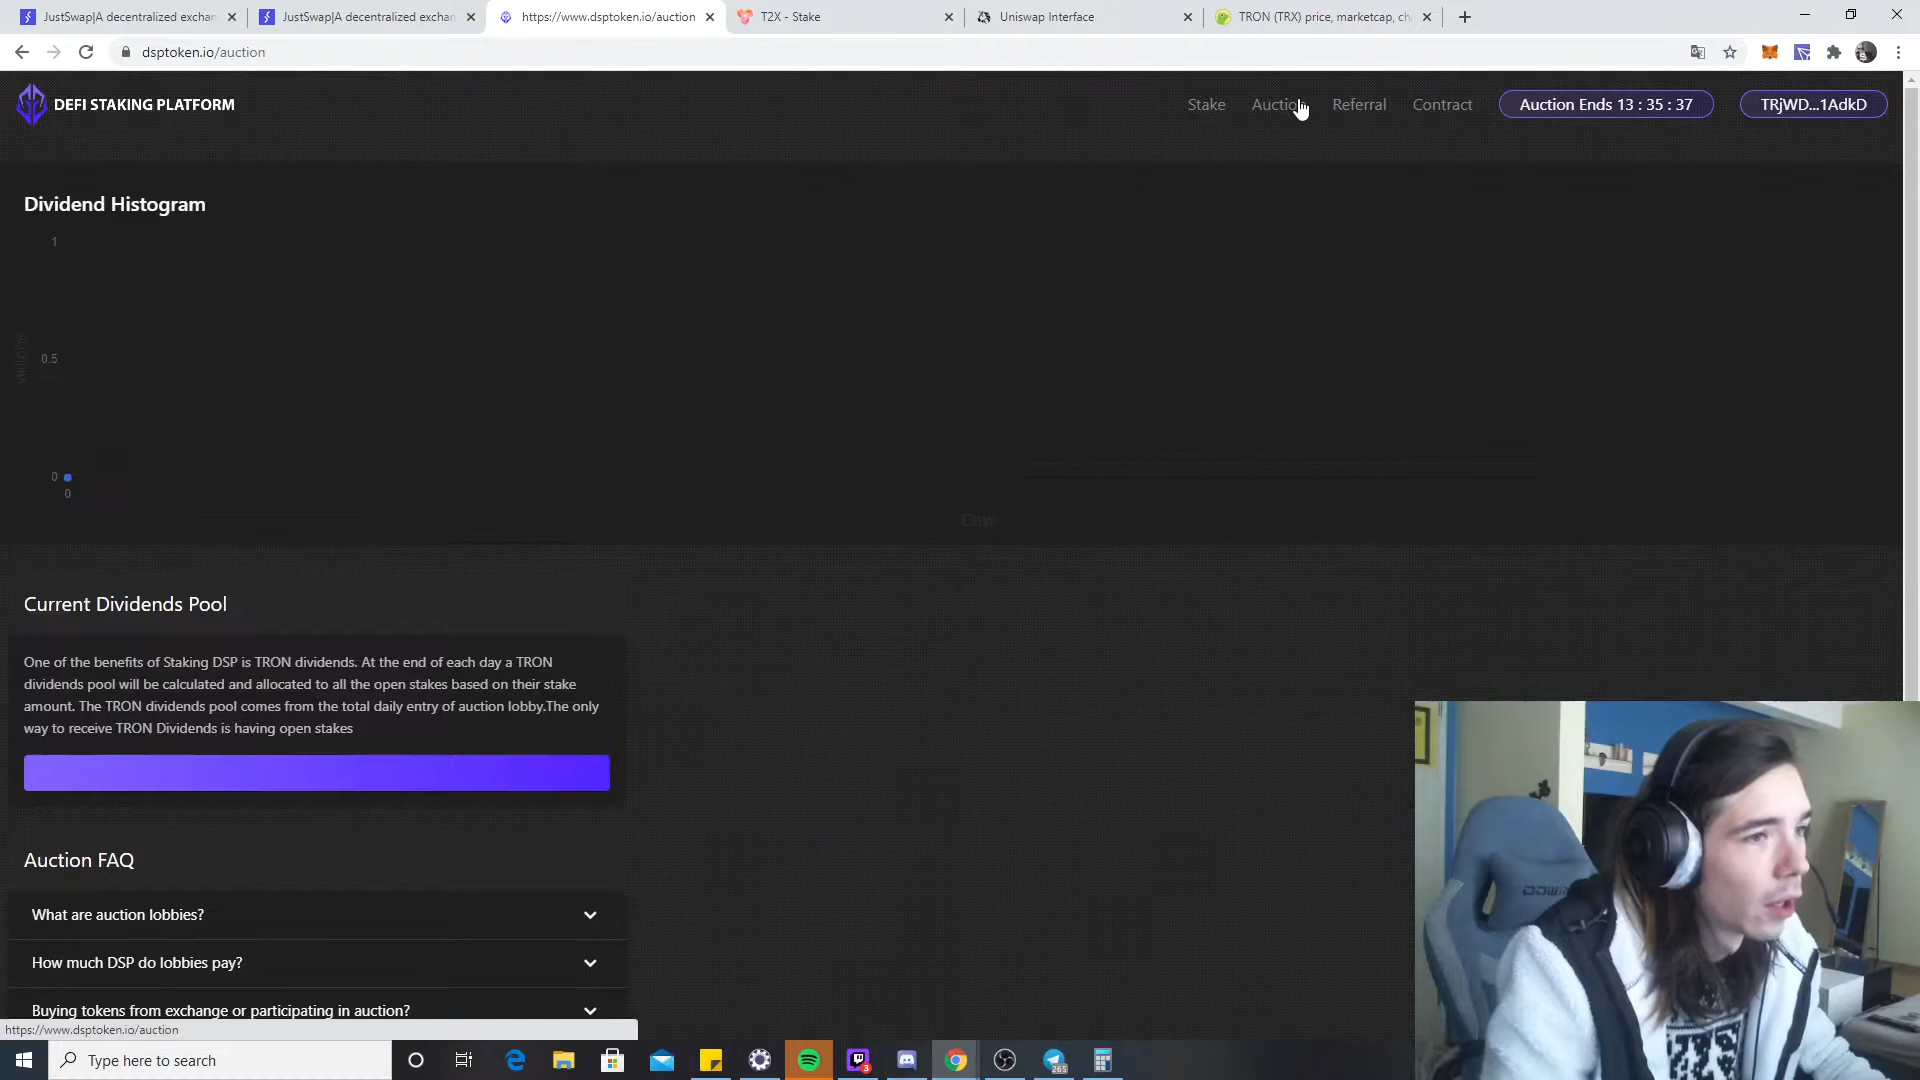 JustSwap|A decentralized exchan
JustSwap|A decentralized exchan
https://www.dsptoken.io/auction
T2X - Stake
Uniswap Interface
TRON (TRX) price, marketcap, ch
dsptoken.io/auction
DEFI STAKING PLATFORM
Stake
Auction
Referral
Contract
Auction Ends 13 : 35 : 37
TRjWD...1AdkD
Dividend Histogram
1
0.5
0
0
Current Dividends Pool
One of the benefits of Staking DSP is TRON dividends. At the end of each day a TRON
dividends pool will be calculated and allocated to all the open stakes based on their stake
amount. The TRON dividends pool comes from the total daily entry of auction lobby.The only
way to receive TRON Dividends is having open stakes
Auction FAQ
What are auction lobbies?
How much DSP do lobbies pay?
Buying tokens from exchange or participating in auction?
https://www.dsptoken.io/auction
Type here to search
3
265